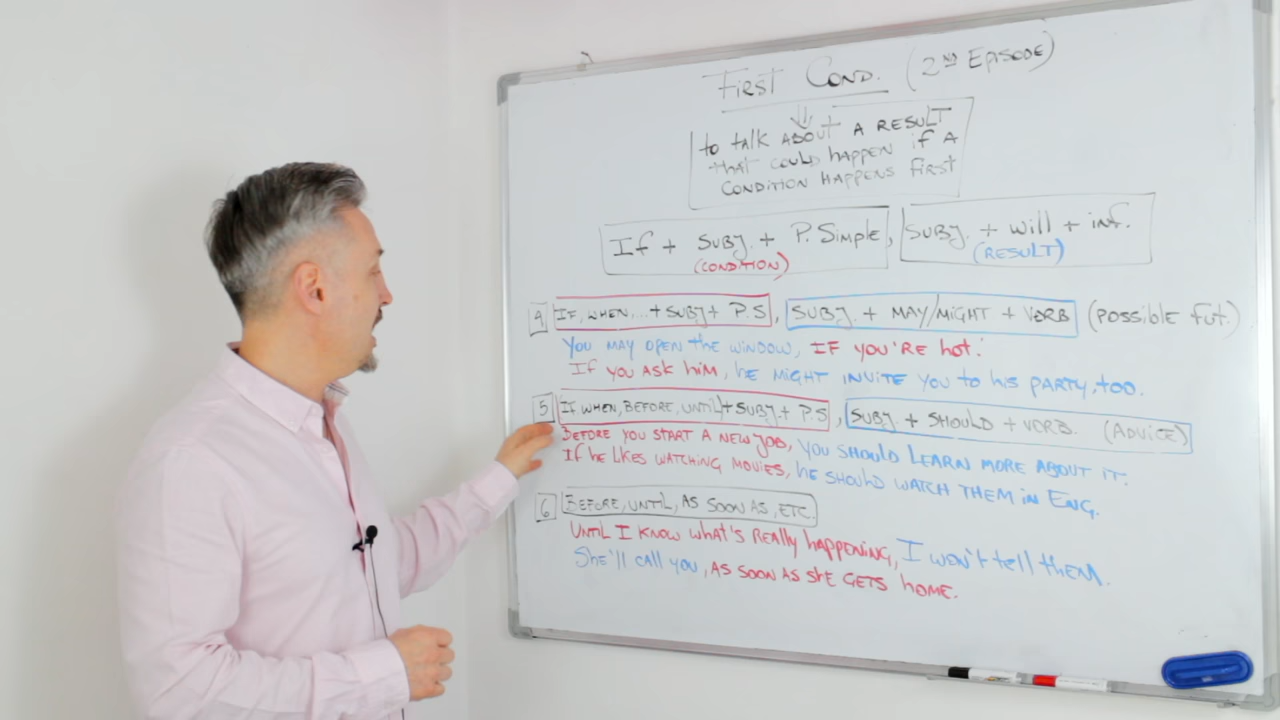 FIRST COND. (2ND EPISODE)
to talk ABOUT A RESULT
that COULD HAPPEN if A
CONDITION HAPPENS FIRST
If + SUBJ. + P. SIMPLE, SUBJ. + will + inf.
(CONDITION) (RESULT)
4 IF, WHEN,... + SUBJ + P.S, SUBJ. + MAY/MIGHT + VERB (possible fut.)
You may open the window, IF YOU'RE hot.
If you ask him, he might invite you to his party, too.
5 IF, WHEN, BEFORE, UNTIL + SUBJ + P.S, SUBJ. + SHOULD + VERB. (ADVICE)
BEFORE YOU START A NEW JOB, YOU SHOULD LEARN MORE ABOUT IT.
If he likes watching movies, he should watch them in Eng.
6 BEFORE, UNTIL, AS SOON AS, ETC.
UNTIL I KNOW what's Really happening, I won't tell them.
She'll call you, AS SOON AS SHE GETS home.